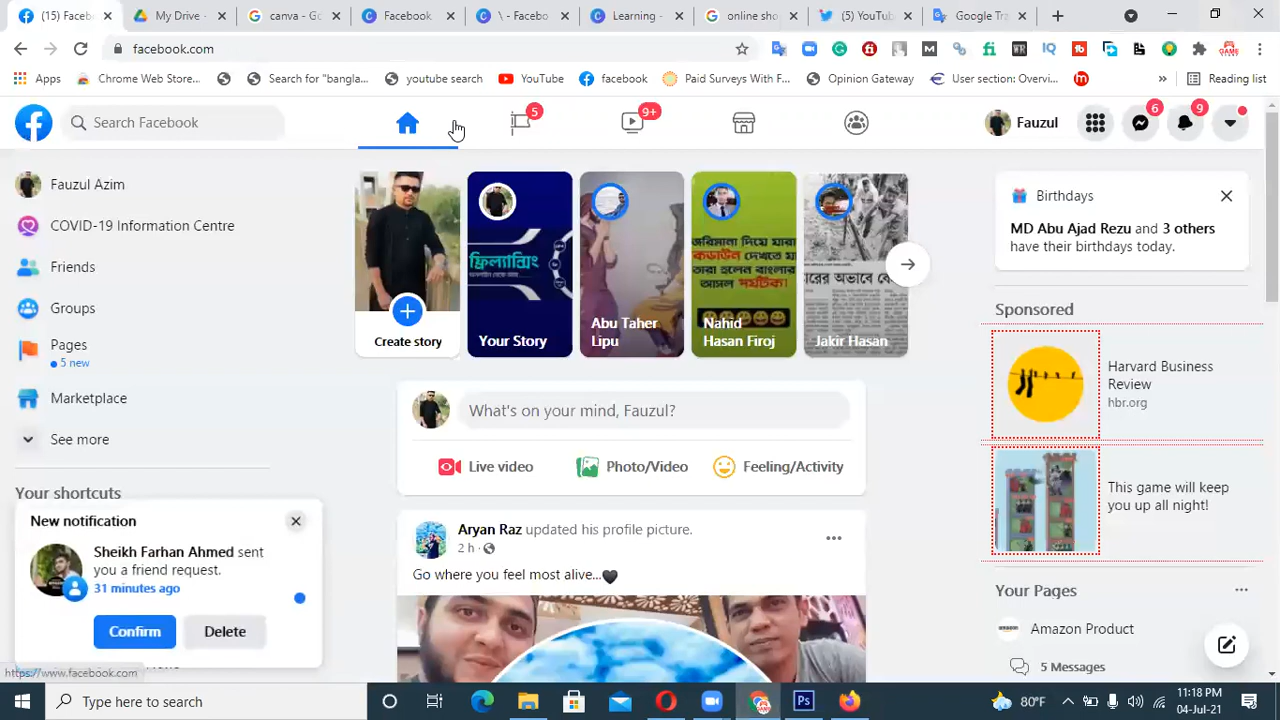 (5) Facebook
My Drive
canva - Go
Facebook
\ - Faceboo
Learning -
online sho
(5) YouTub
Google Tra
facebook.com
Apps
Chrome Web Store...
Search for "bangla...
youtube search
YouTube
facebook
Paid Surveys With F...
Opinion Gateway
User section: Overvi...
Reading list
Search Facebook
5
9+
Fauzul
6
9
Fauzul Azim
COVID-19 Information Centre
Friends
Groups
Pages
5 new
Marketplace
See more
Your shortcuts
Create story
ফ্রিল্যান্সিং
Your Story
Abu Taher
Lipu
Nahid
Hasan Firoj
Jakir Hasan
What's on your mind, Fauzul?
Live video
Photo/Video
Feeling/Activity
Aryan Raz updated his profile picture.
2 h
Go where you feel most alive...🖤
Birthdays
MD Abu Ajad Rezu and 3 others
have their birthdays today.
Sponsored
Harvard Business
Review
hbr.org
This game will keep
you up all night!
Your Pages
Amazon Product
5 Messages
New notification
Sheikh Farhan Ahmed sent
you a friend request.
31 minutes ago
Confirm
Delete
https://www.facebook.com
Type here to search
Ps
80°F
11:18 PM
04-Jul-21